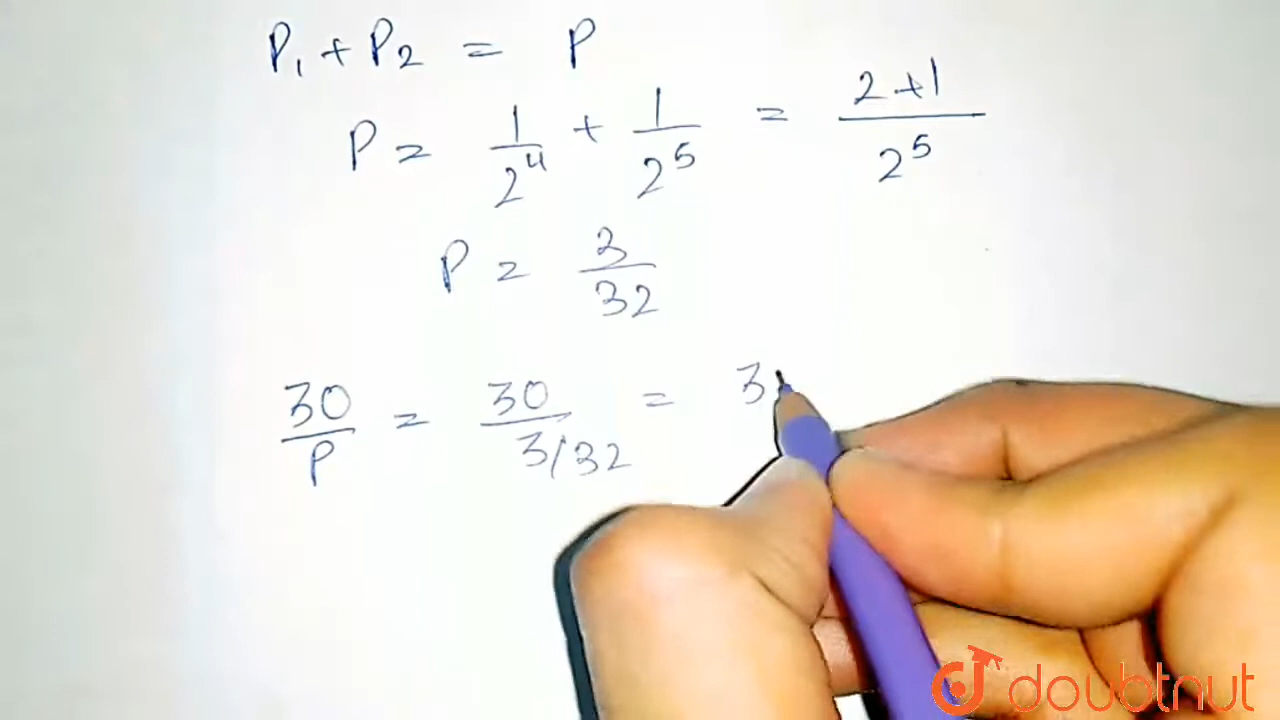 P₁ + P₂ = P
P = 1/2⁴ + 1/2⁵ = (2+1)/2⁵
P = 3/32
30/P = 30/(3/32) = 3
doubtnut